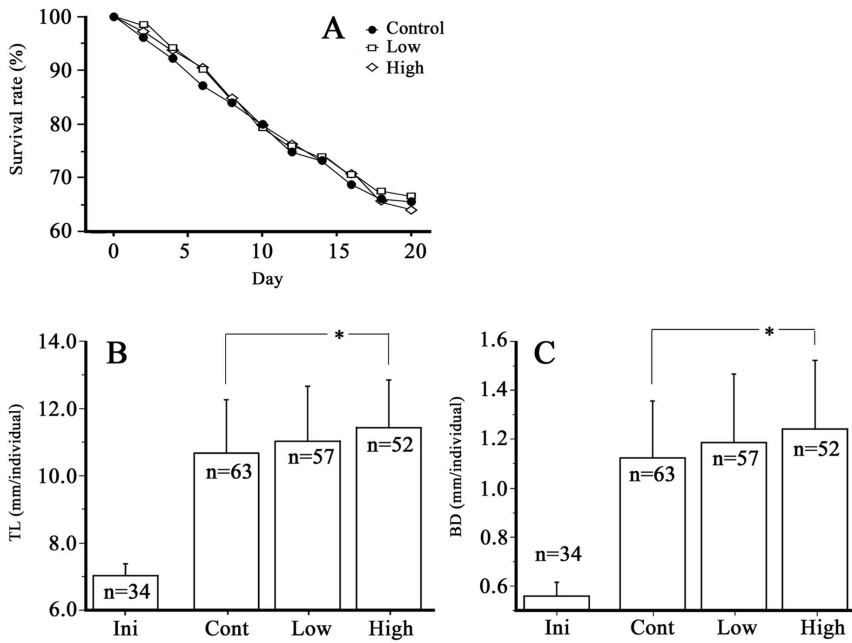 A
Control
Low
High
Survival rate (%)
100
90
80
70
60
0 5 10 15 20
Day
B
*
TL (mm/individual)
14.0
12.0
10.0
8.0
6.0
n=34
n=63
n=57
n=52
Ini Cont Low High
C
*
BD (mm/individual)
1.6
1.4
1.2
1.0
0.8
0.6
n=34
n=63
n=57
n=52
Ini Cont Low High